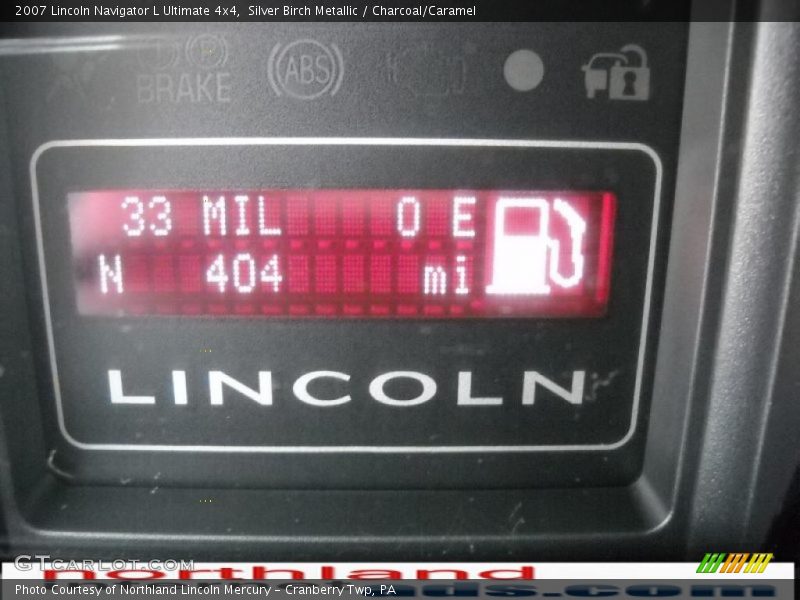 2007 Lincoln Navigator L Ultimate 4x4,  Silver Birch Metallic / Charcoal/Caramel
BRAKE
ABS
33 MIL 0 E
N 404 mi
LINCOLN
GTCARLOT.COM
northland
Photo Courtesy of Northland Lincoln Mercury – Cranberry Twp, PA